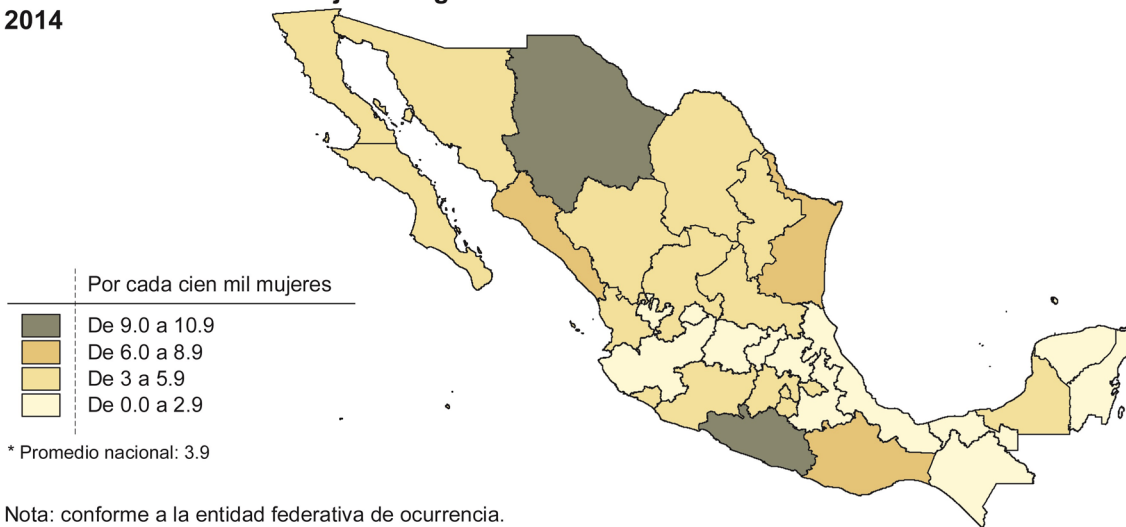 2014
Por cada cien mil mujeres
De 9.0 a 10.9
De 6.0 a 8.9
De 3 a 5.9
De 0.0 a 2.9
* Promedio nacional: 3.9
Nota: conforme a la entidad federativa de ocurrencia.